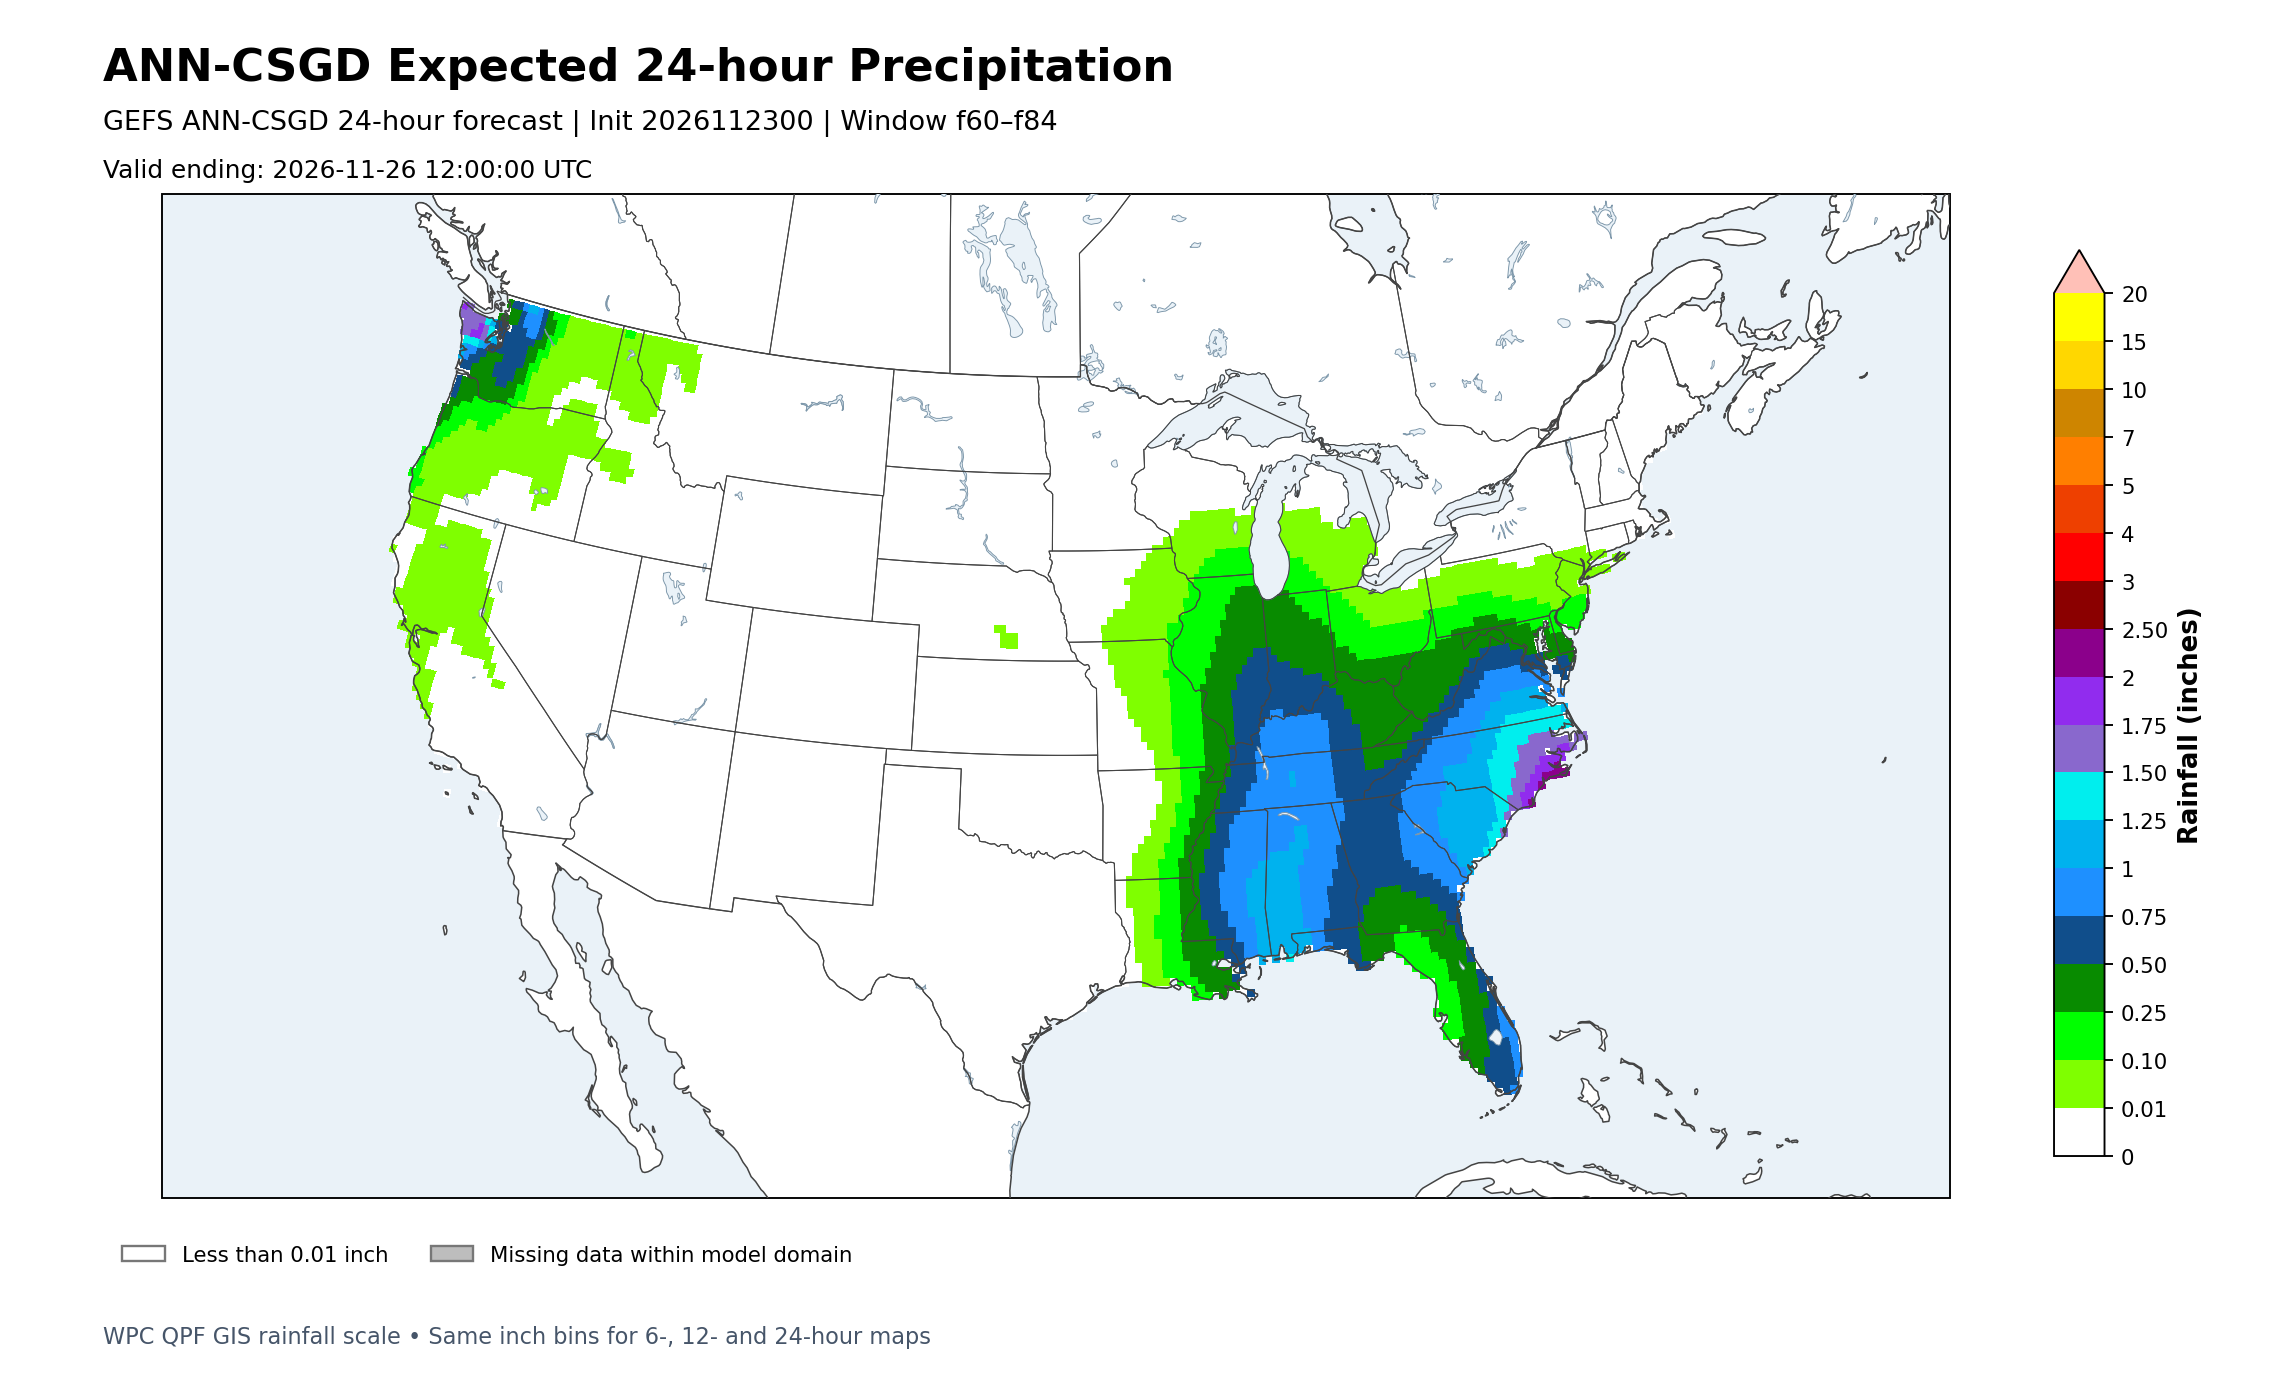 ANN-CSGD Expected 24-hour Precipitation
GEFS ANN-CSGD 24-hour forecast | Init 2026112300 | Window f60–f84
Valid ending: 2026-11-26 12:00:00 UTC
20
15
10
7
5
4
3
2.50
2
1.75
1.50
1.25
1
0.75
0.50
0.25
0.10
0.01
0
Rainfall (inches)
Less than 0.01 inch
Missing data within model domain
WPC QPF GIS rainfall scale • Same inch bins for 6-, 12- and 24-hour maps